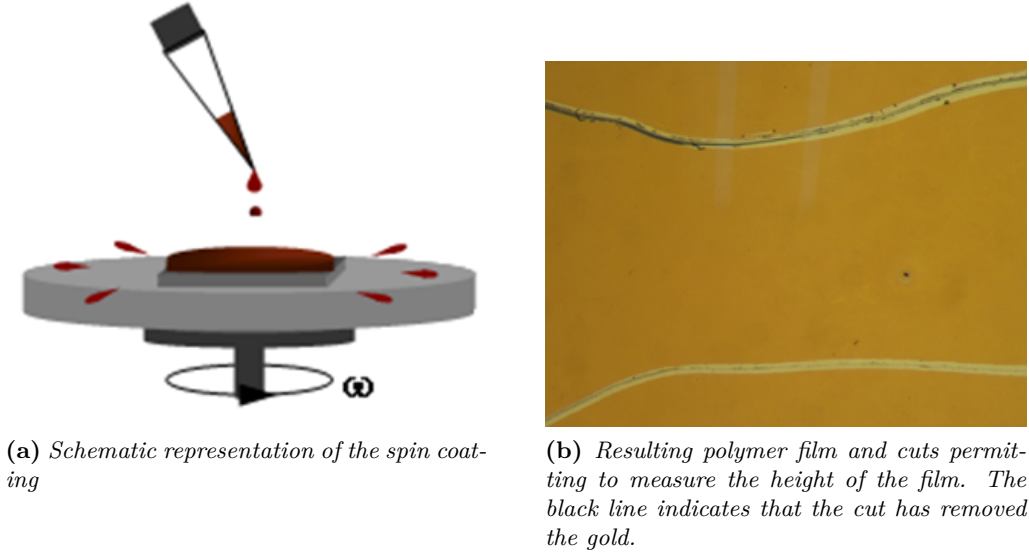 ω
(a) Schematic representation of the spin coat-
ing
(b) Resulting polymer film and cuts permit-
ting to measure the height of the film. The
black line indicates that the cut has removed
the gold.